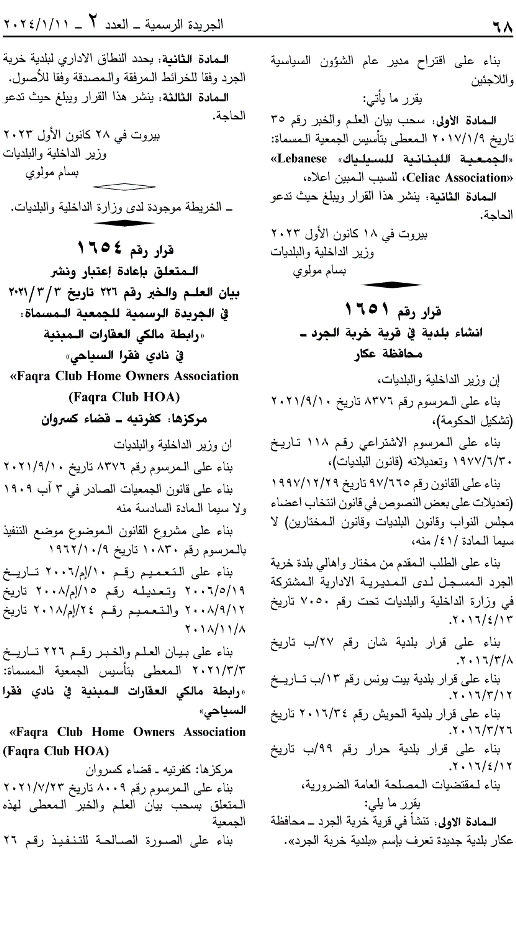 ٦٨
الجريدة الرسمية ــ العدد ٢ ــ ٢٠٢٤/١/١١
بناء على اقتراح مدير عام الشؤون السياسية
واللاجئين
يقرر ما يأتي:
المادة الأولى: سحب بيان العلم والخبر رقم ٣٥
تاريخ ٢٠١٧/١/٩ المعطى بتأسيس الجمعية المسماة:
«الجمعية اللبنانية للسيلياك» «Lebanese
Celiac Association»، للسبب المبين اعلاه،
المادة الثانية: ينشر هذا القرار ويبلغ حيث تدعو
الحاجة.
بيروت في ١٨ كانون الأول ٢٠٢٣
وزير الداخلية والبلديات
بسام مولوي
قرار رقم ١٦٥١
انشاء بلدية في قرية خربة الجرد ــ
محافظة عكار
إن وزير الداخلية والبلديات،
بناء على المرسوم رقم ٨٣٧٦ تاريخ ٢٠٢١/٩/١٠
(تشكيل الحكومة)،
بناء على المرسوم الاشتراعي رقم ١١٨ تاريخ
١٩٧٧/٦/٣٠ وتعديلاته (قانون البلديات)،
بناء على القانون رقم ٩٧/٦٦٥ تاريخ ١٩٩٧/١٢/٢٩
(تعديلات على بعض النصوص في قانون انتخاب اعضاء
مجلس النواب وقانون البلديات وقانون المختارين) لا
سيما المادة /٤١/ منه،
بناء على الطلب المقدم من مختار واهالي بلدة خربة
الجرد المسجل لدى المديرية الادارية المشتركة
في وزارة الداخلية والبلديات تحت رقم ٧٠٥٠ تاريخ
٢٠١٦/٤/١٣.
بناء على قرار بلدية شان رقم ٢٧/ب تاريخ
٢٠١٦/٣/٨.
بناء على قرار بلدية بيت يونس رقم ١٣/ب تاريخ
٢٠١٦/٣/١٢.
بناء على قرار بلدية الحويش رقم ٢٠١٦/٣٤ تاريخ
٢٠١٦/٣/٢٦.
بناء على قرار بلدية حرار رقم ٩٩/ب تاريخ
٢٠١٦/٤/١٢.
بناء لمقتضيات المصلحة العامة الضرورية،
يقرر ما يلي:
المادة الاولى: تنشأ في قرية خربة الجرد ــ محافظة
عكار بلدية جديدة تعرف بإسم «بلدية خربة الجرد».
المادة الثانية: يحدد النطاق الاداري لبلدية خربة
الجرد وفقا للخرائط المرفقة والمصدقة وفقا للأصول.
المادة الثالثة: ينشر هذا القرار ويبلغ حيث تدعو
الحاجة.
بيروت في ٢٨ كانون الأول ٢٠٢٣
وزير الداخلية والبلديات
بسام مولوي
ــ الخريطة موجودة لدى وزارة الداخلية والبلديات.
قرار رقم ١٦٥٤
المتعلق بإعادة إعتبار ونشر
بيان العلم والخبر رقم ٢٢٦ تاريخ ٢٠٢١/٣/٣
في الجريدة الرسمية للجمعية المسماة:
«رابطة مالكي العقارات المبنية
في نادي فقرا السياحي»
«Faqra Club Home Owners Association
(Faqra Club HOA)
مركزها: كفرتيه ــ قضاء كسروان
ان وزير الداخلية والبلديات
بناء على المرسوم رقم ٨٣٧٦ تاريخ ٢٠٢١/٩/١٠
بناء على قانون الجمعيات الصادر في ٣ آب ١٩٠٩
ولا سيما المادة السادسة منه
بناء على مشروع القانون الموضوع موضع التنفيذ
بالمرسوم رقم ١٠٨٣٠ تاريخ ١٩٦٢/١٠/٩
بناء على التعميم رقم ١٠/إم/٢٠٠٦ تاريخ
٢٠٠٦/٥/١٩ وتعديله رقم ١٥/إم/٢٠٠٨ تاريخ
٢٠٠٨/٩/١٢ والتعميم رقم ٢٤/إم/٢٠١٨ تاريخ
٢٠١٨/١١/٨
بناء على بيان العلم والخبر رقم ٢٢٦ تاريخ
٢٠٢١/٣/٣ المعطى بتأسيس الجمعية المسماة:
«رابطة مالكي العقارات المبنية في نادي فقرا
السياحي»
«Faqra Club Home Owners Association
(Faqra Club HOA)
مركزها: كفرتيه ــ قضاء كسروان
بناء على المرسوم رقم ٨٠٠٩ تاريخ ٢٠٢١/٧/٢٣
المتعلق بسحب بيان العلم والخبر المعطى لهذه
الجمعية
بناء على الصورة الصالحة للتنفيذ رقم ٢٦